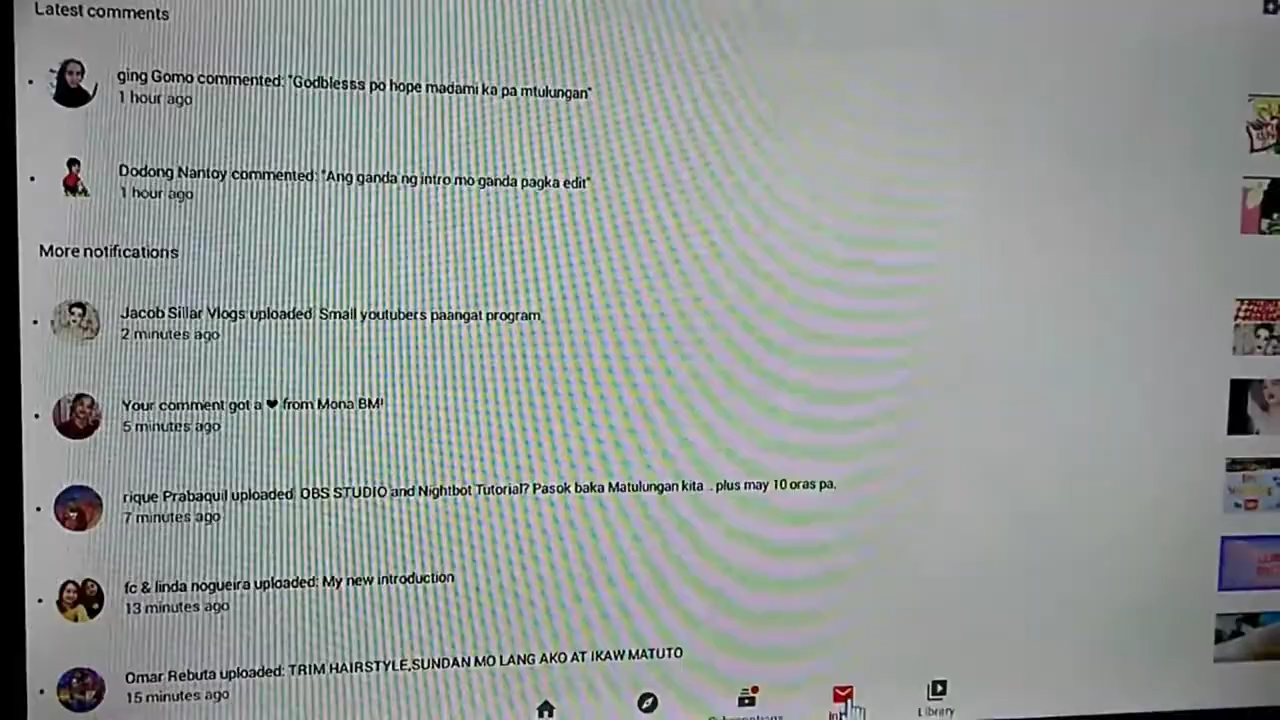 Latest comments
ging Gomo commented: "Godblesss po hope madami ka pa mtulungan"
1 hour ago
Dodong Nantoy commented: "Ang ganda ng intro mo ganda pagka edit"
1 hour ago
More notifications
Jacob Sillar Vlogs uploaded: Small youtubers paangat program
2 minutes ago
Your comment got a ❤ from Mona BM!
5 minutes ago
rique Prabaquil uploaded: OBS STUDIO and Nightbot Tutorial? Pasok baka Matulungan kita .. plus may 10 oras pa.
7 minutes ago
fc & linda nogueira uploaded: My new introduction
13 minutes ago
Omar Rebuta uploaded: TRIM HAIRSTYLE,SUNDAN MO LANG AKO AT IKAW MATUTO
15 minutes ago
Library